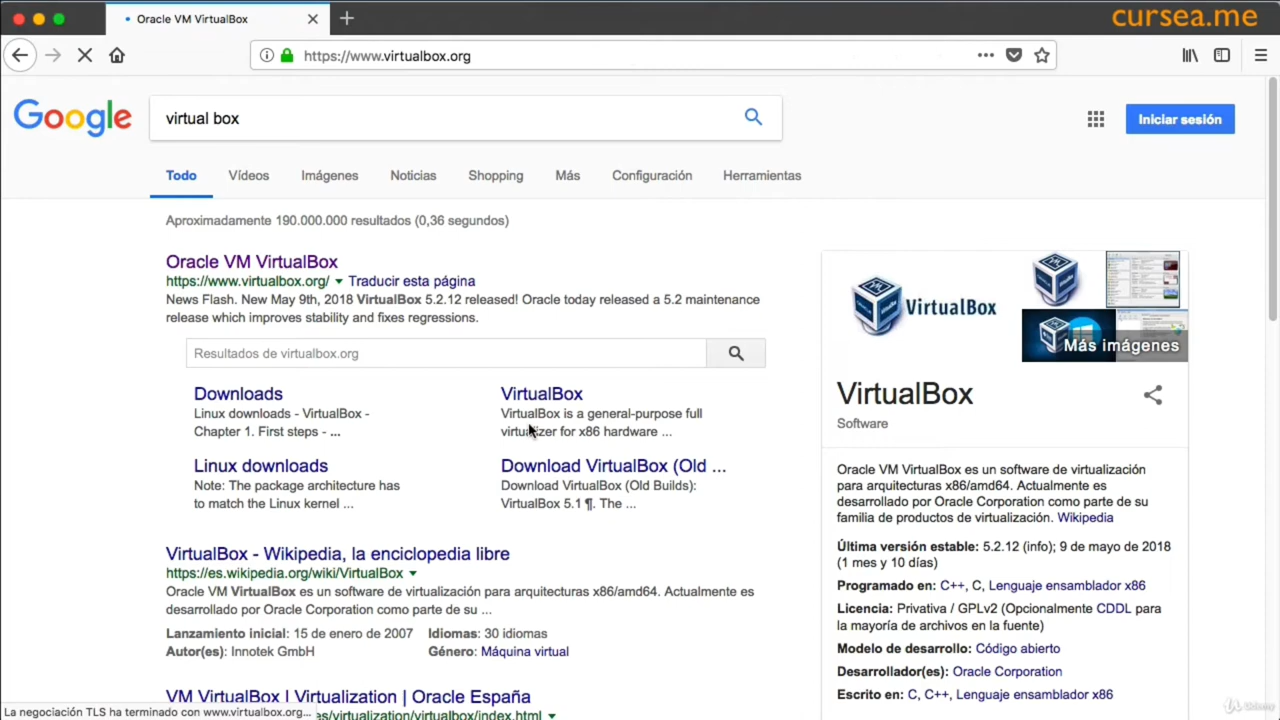 Oracle VM VirtualBox
cursea.me
https://www.virtualbox.org
Google
virtual box
Iniciar sesión
Todo Vídeos Imágenes Noticias Shopping Más Configuración Herramientas
Aproximadamente 190.000.000 resultados (0,36 segundos)
Oracle VM VirtualBox
https://www.virtualbox.org/ Traducir esta página
News Flash. New May 9th, 2018 VirtualBox 5.2.12 released! Oracle today released a 5.2 maintenance
release which improves stability and fixes regressions.
Resultados de virtualbox.org
Downloads
Linux downloads - VirtualBox -
Chapter 1. First steps - ...
VirtualBox
VirtualBox is a general-purpose full
virtualizer for x86 hardware ...
Linux downloads
Note: The package architecture has
to match the Linux kernel ...
Download VirtualBox (Old ...
Download VirtualBox (Old Builds):
VirtualBox 5.1 ¶. The ...
VirtualBox - Wikipedia, la enciclopedia libre
https://es.wikipedia.org/wiki/VirtualBox
Oracle VM VirtualBox es un software de virtualización para arquitecturas x86/amd64. Actualmente es
desarrollado por Oracle Corporation como parte de su ...
Lanzamiento inicial: 15 de enero de 2007 Idiomas: 30 idiomas
Autor(es): Innotek GmbH Género: Máquina virtual
VM VirtualBox | Virtualization | Oracle España
es/virtualization/virtualbox/index.html
La negociación TLS ha terminado con www.virtualbox.org...
VirtualBox
Más imágenes
VirtualBox
Software
Oracle VM VirtualBox es un software de virtualización
para arquitecturas x86/amd64. Actualmente es
desarrollado por Oracle Corporation como parte de su
familia de productos de virtualización. Wikipedia
Última versión estable: 5.2.12 (info); 9 de mayo de 2018
(1 mes y 10 días)
Programado en: C++, C, Lenguaje ensamblador x86
Licencia: Privativa / GPLv2 (Opcionalmente CDDL para
la mayoría de archivos en la fuente)
Modelo de desarrollo: Código abierto
Desarrollador(es): Oracle Corporation
Escrito en: C, C++, Lenguaje ensamblador x86
Udemy